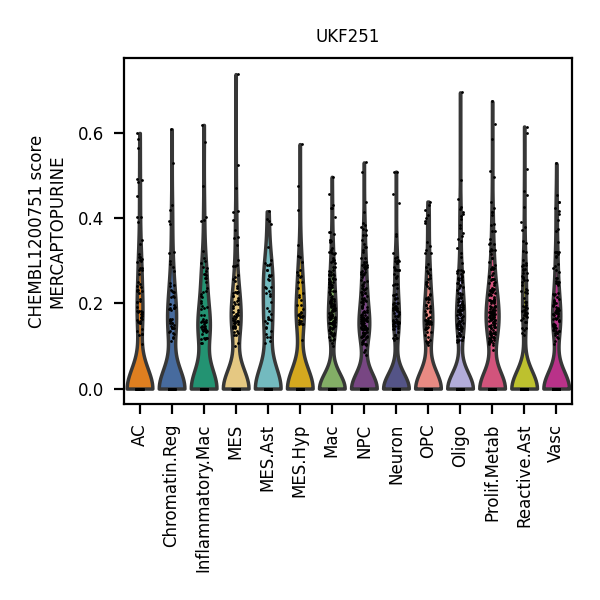 UKF251
CHEMBL1200751 score
MERCAPTOPURINE
0.6
0.4
0.2
0.0
AC
Chromatin.Reg
Inflammatory.Mac
MES
MES.Ast
MES.Hyp
Mac
NPC
Neuron
OPC
Oligo
Prolif.Metab
Reactive.Ast
Vasc